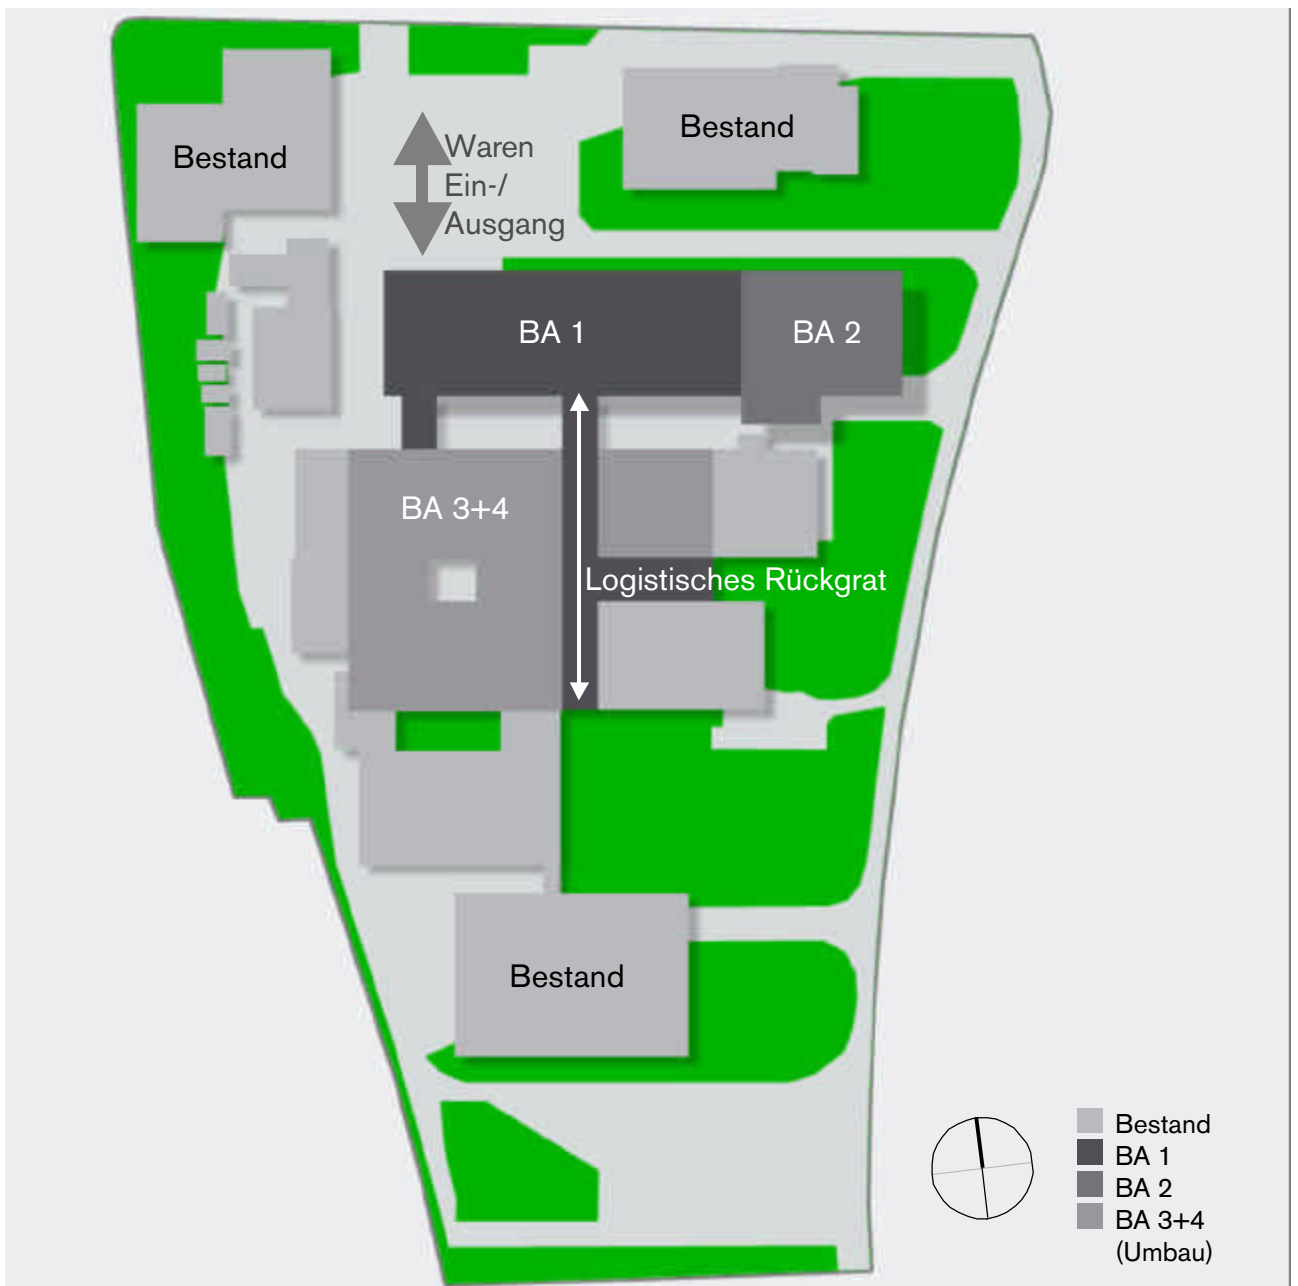 Bestand
Bestand
Waren
Ein-/
Ausgang
BA 1
BA 2
BA 3+4
Logistisches Rückgrat
Bestand
Bestand
BA 1
BA 2
BA 3+4
(Umbau)